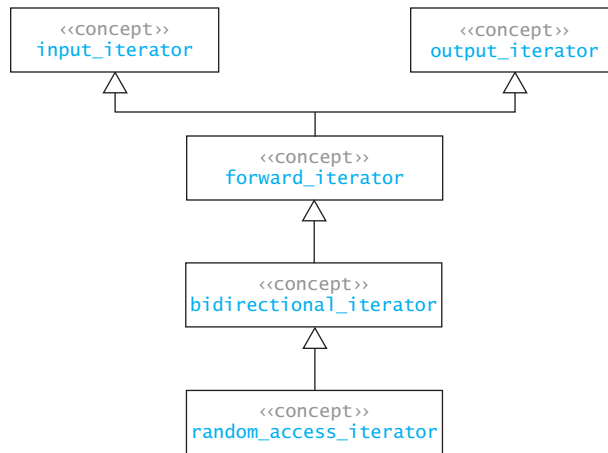 ‹‹concept››
input_iterator
‹‹concept››
output_iterator
‹‹concept››
forward_iterator
‹‹concept››
bidirectional_iterator
‹‹concept››
random_access_iterator